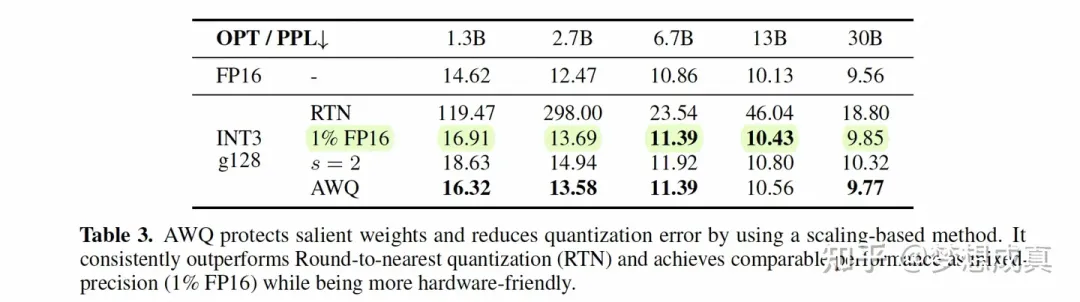 OPT / PPL↓ 1.3B 2.7B 6.7B 13B 30B
FP16 - 14.62 12.47 10.86 10.13 9.56
RTN 119.47 298.00 23.54 46.04 18.80
INT3 1% FP16 16.91 13.69 11.39 10.43 9.85
g128 s = 2 18.63 14.94 11.92 10.80 10.32
AWQ 16.32 13.58 11.39 10.56 9.77
Table 3. AWQ protects salient weights and reduces quantization error by using a scaling-based method. It
consistently outperforms Round-to-nearest quantization (RTN) and achieves comparable performance as mixed-
precision (1% FP16) while being more hardware-friendly.
知乎 @梦想成真